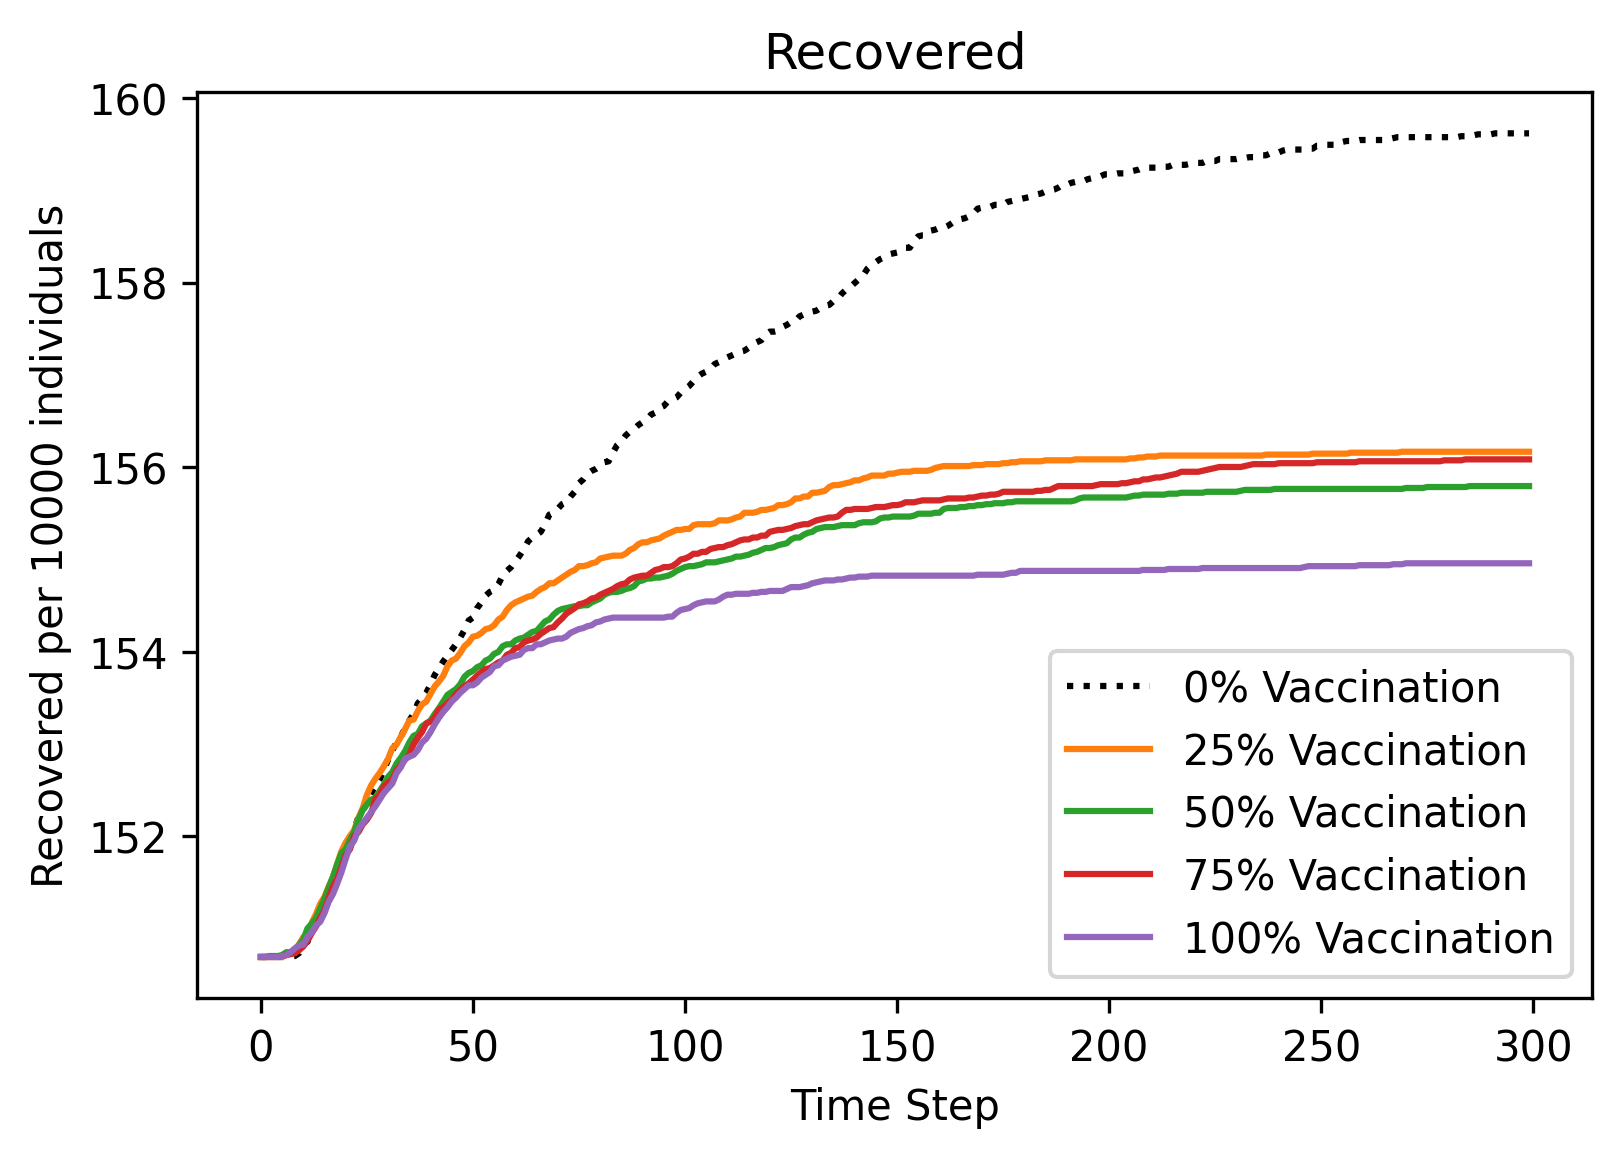 Recovered
160
158
156
154
152
Recovered per 10000 individuals
0% Vaccination
25% Vaccination
50% Vaccination
75% Vaccination
100% Vaccination
0 50 100 150 200 250 300
Time Step